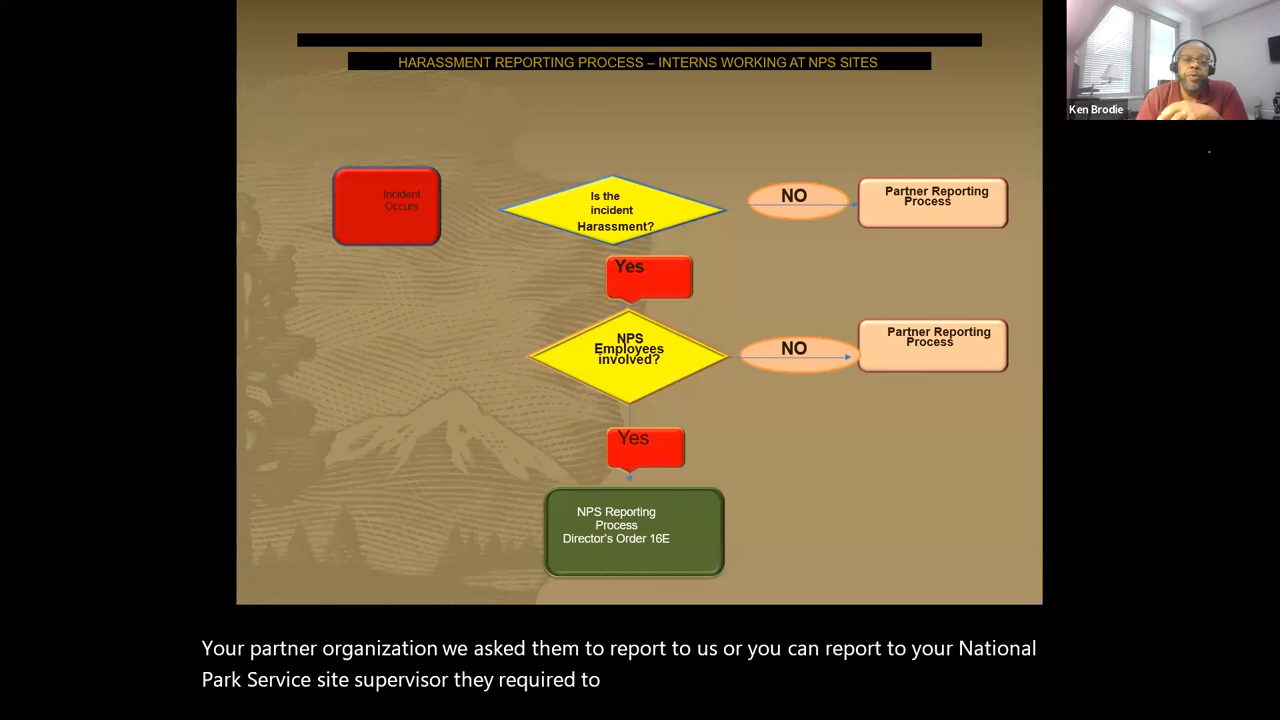 HARASSMENT REPORTING PROCESS – INTERNS WORKING AT NPS SITES
Ken Brodie
Incident
Occurs
Is the
incident
Harassment?
NO
Partner Reporting
Process
Yes
NPS
Employees
involved?
NO
Partner Reporting
Process
Yes
NPS Reporting
Process
Director's Order 16E
Your partner organization we asked them to report to us or you can report to your National
Park Service site supervisor they required to